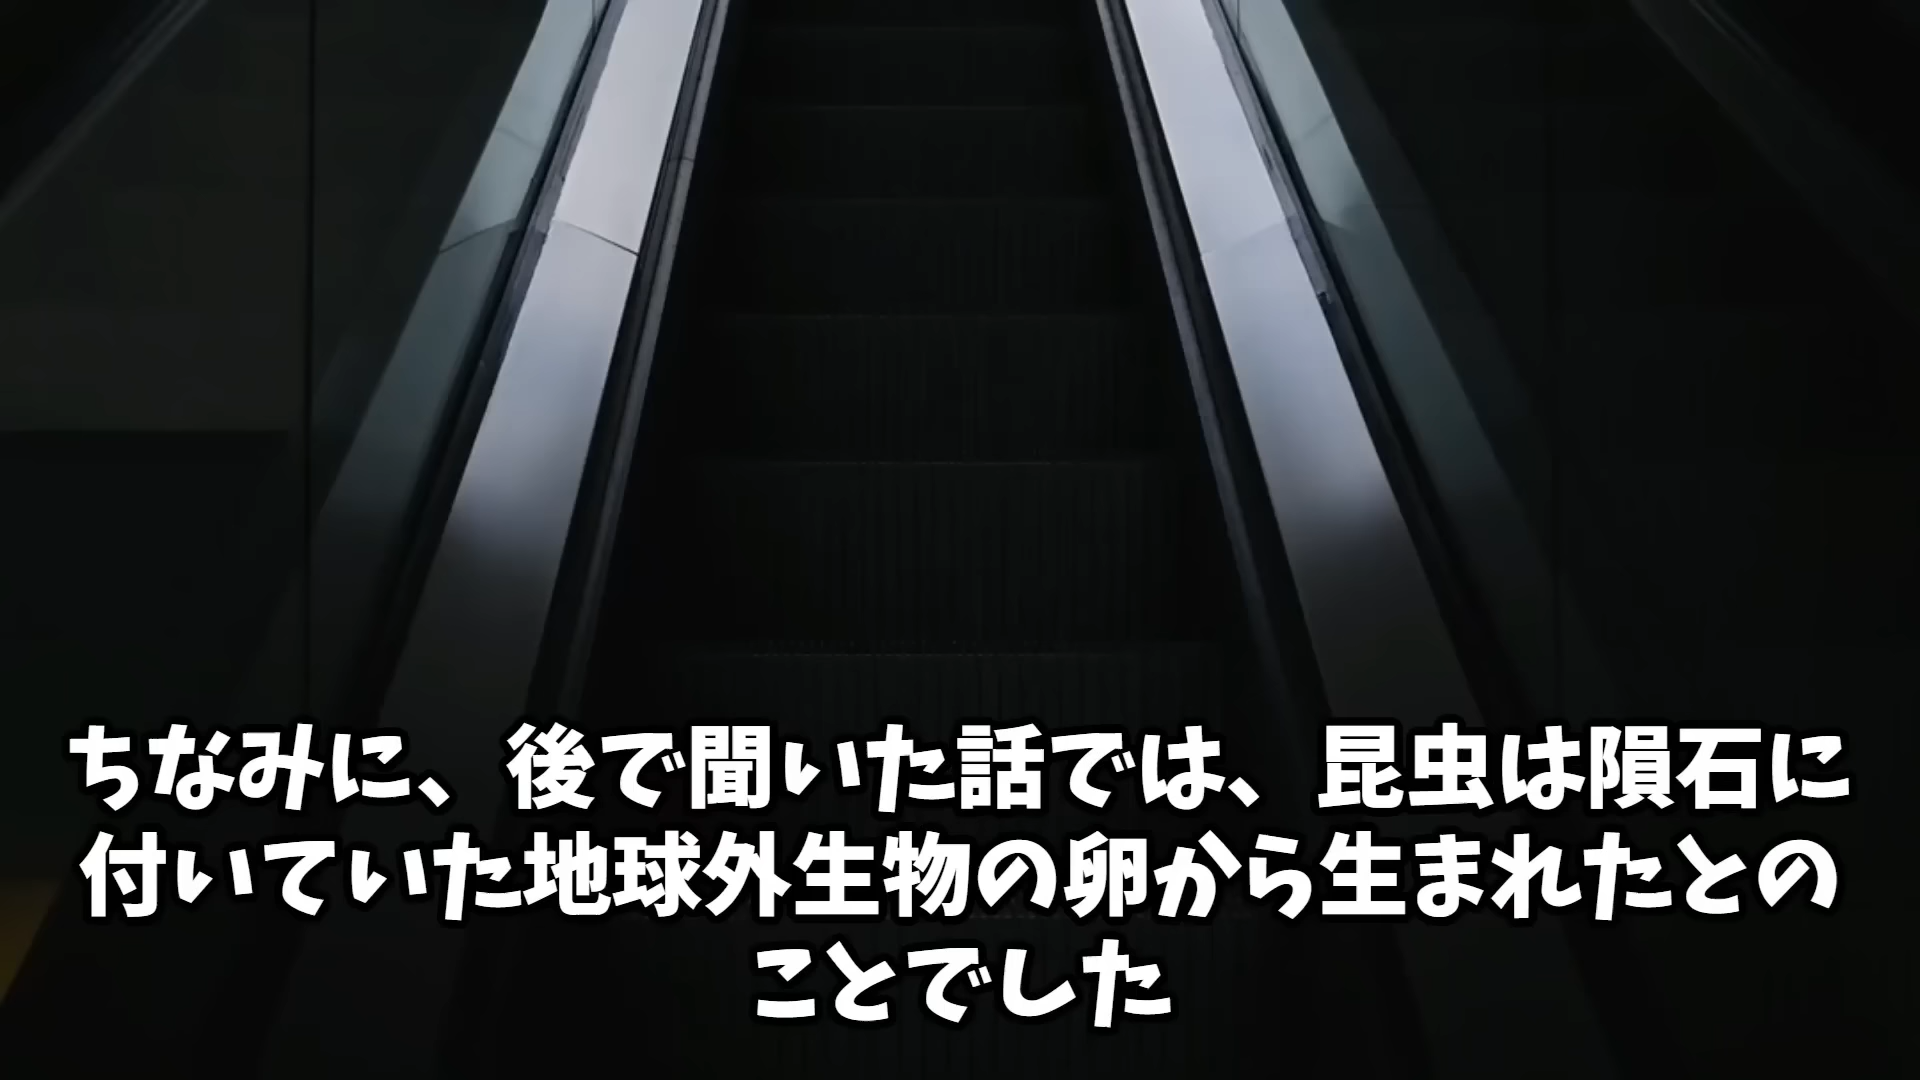 ちなみに、後で聞いた話では、昆虫は隕石に
付いていた地球外生物の卵から生まれたとの
ことでした